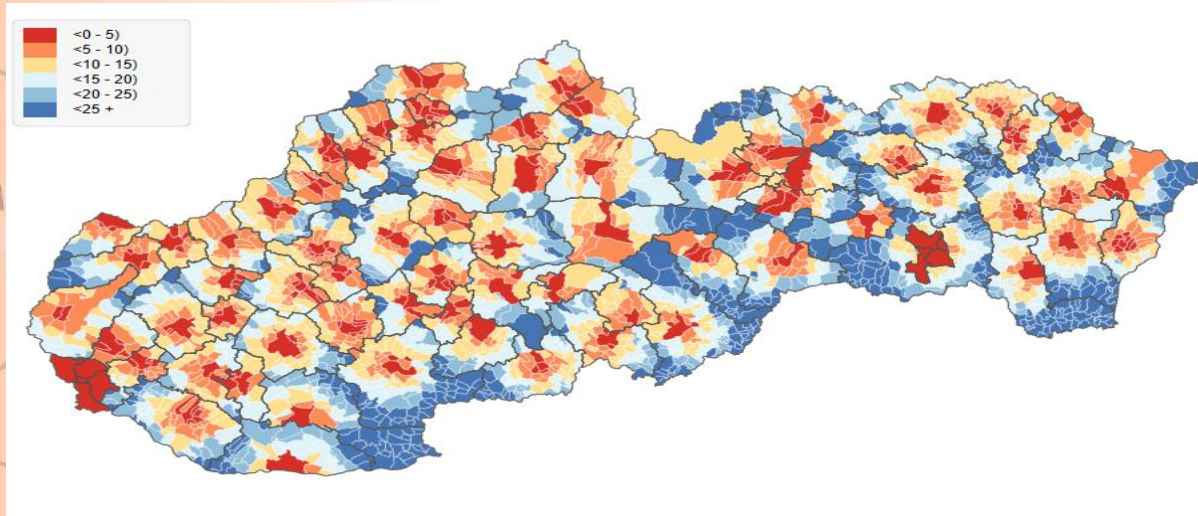 <0 - 5)
<5 - 10)
<10 - 15)
<15 - 20)
<20 - 25)
<25 +